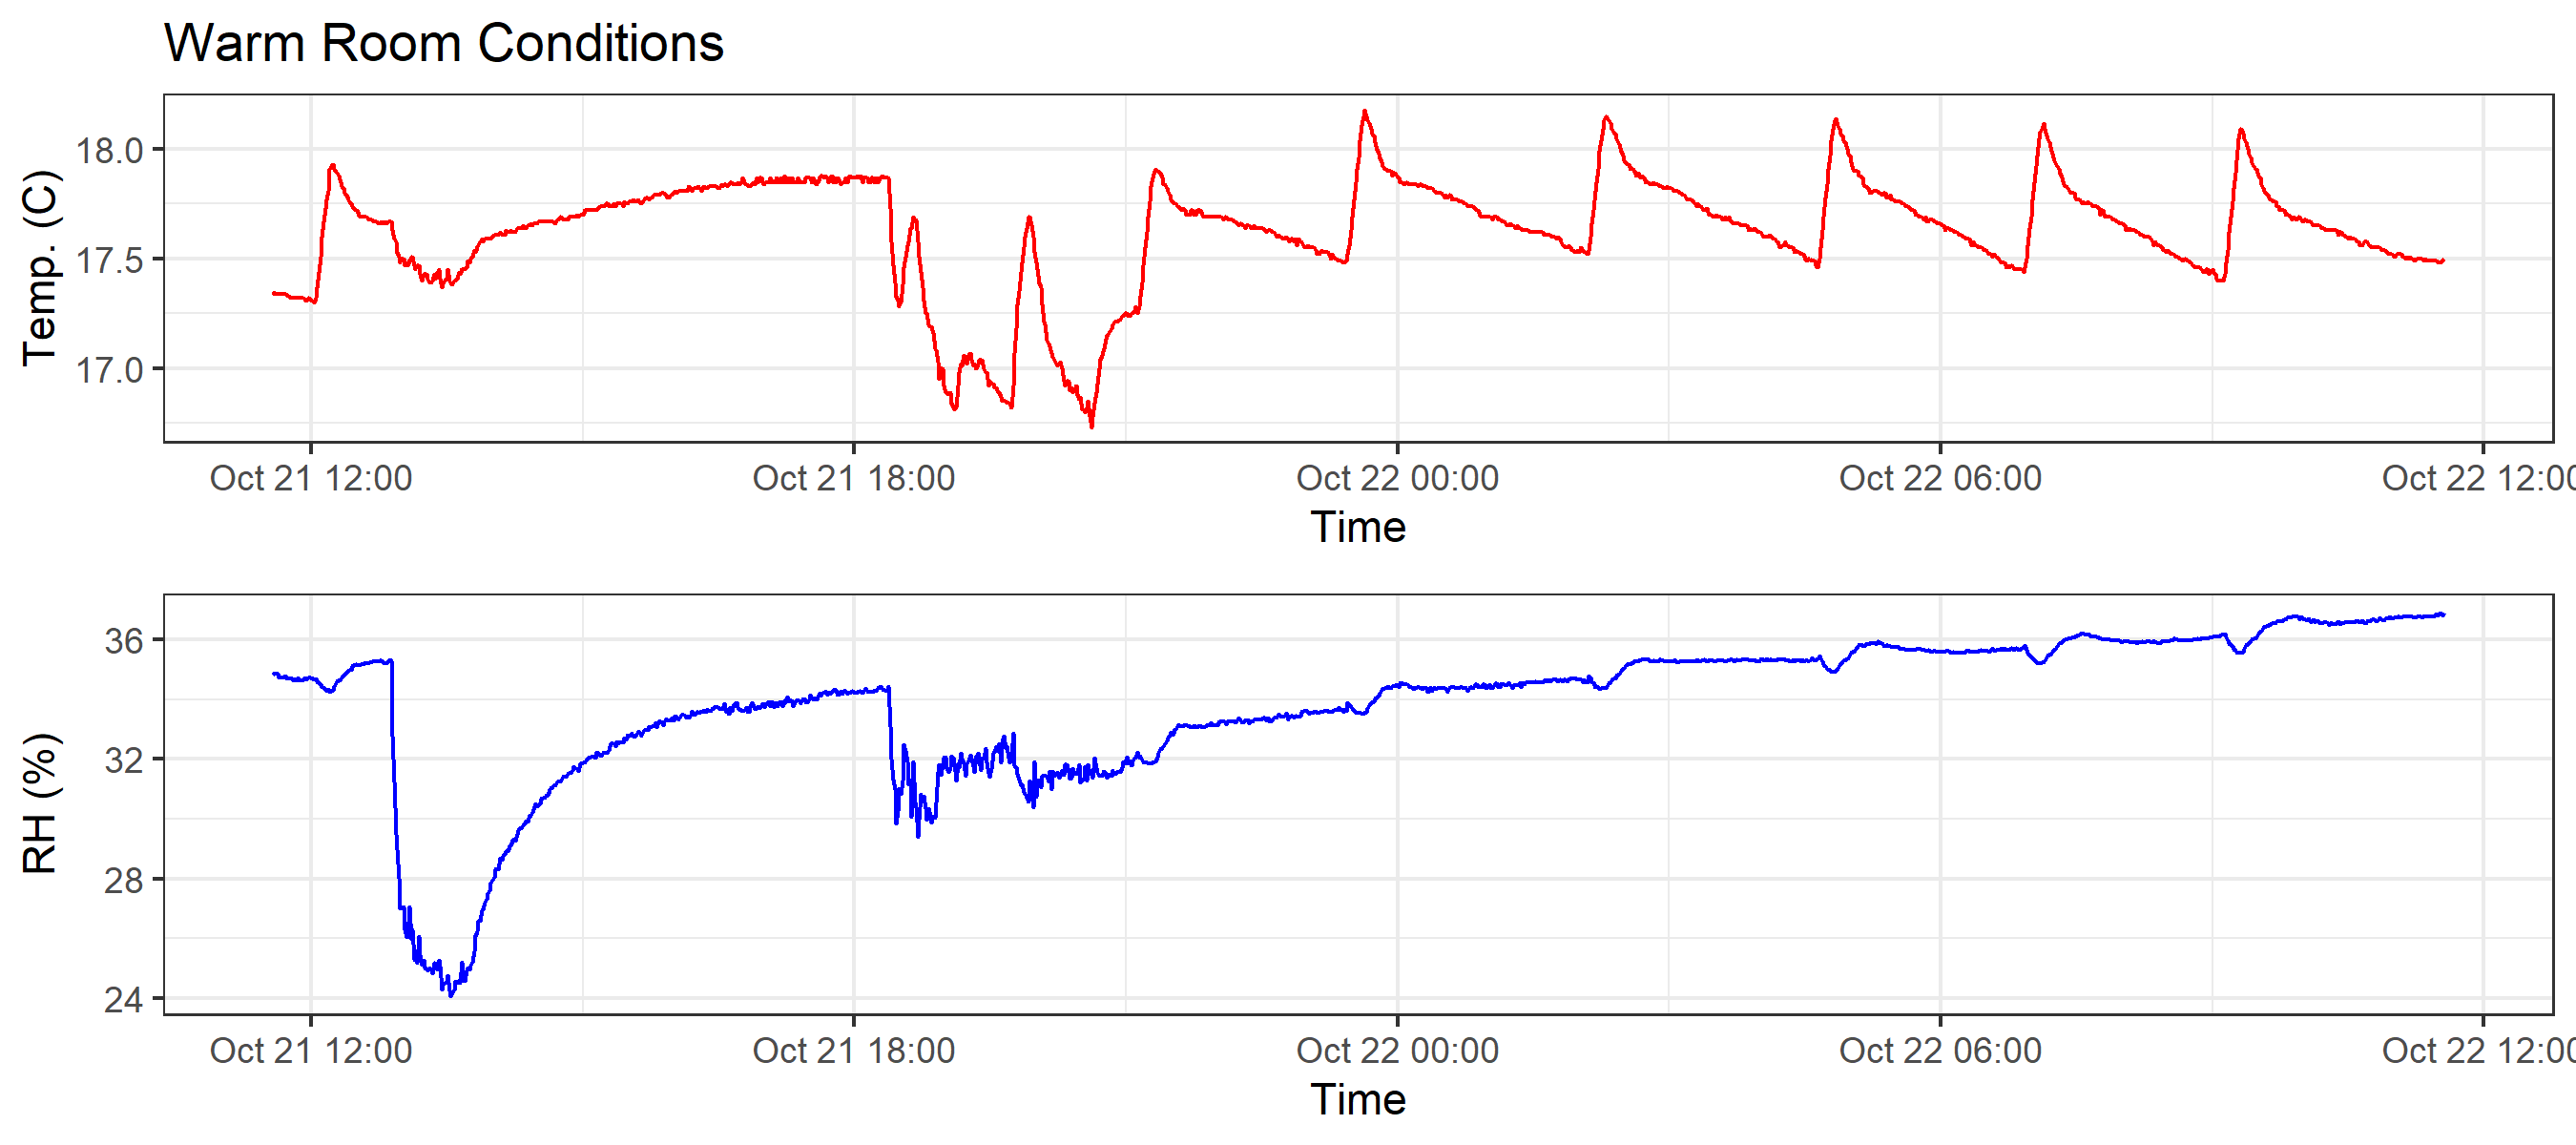 Warm Room Conditions
Temp. (C)
18.0
17.5
17.0
Oct 21 12:00 Oct 21 18:00 Oct 22 00:00 Oct 22 06:00 Oct 22 12:00
Time
RH (%)
36
32
28
24
Oct 21 12:00 Oct 21 18:00 Oct 22 00:00 Oct 22 06:00 Oct 22 12:00
Time